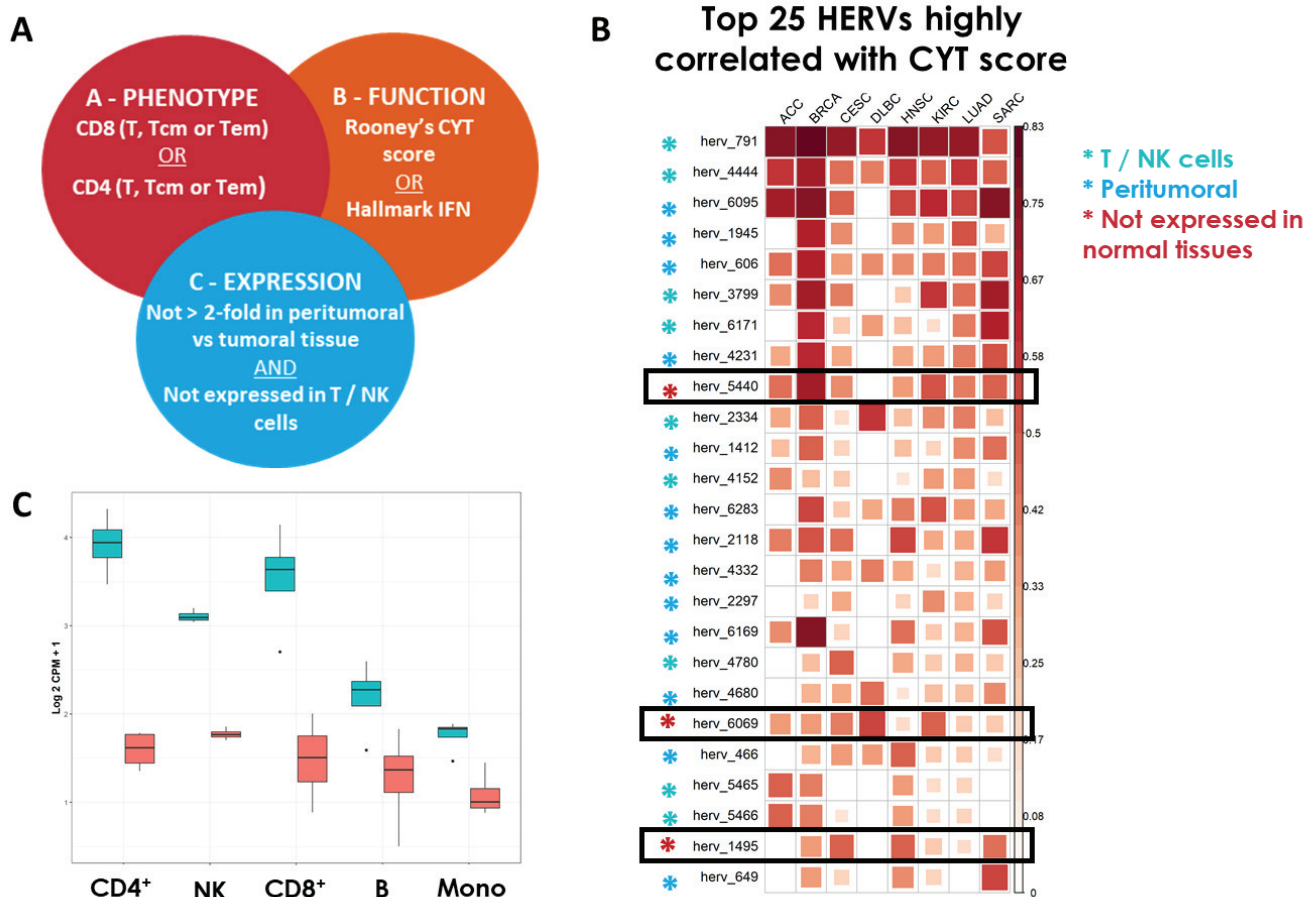 A
A - PHENOTYPE
CD8 (T, Tcm or Tem)
OR
CD4 (T, Tcm or Tem)
B - FUNCTION
Rooney's CYT
score
OR
Hallmark IFN
C - EXPRESSION
Not > 2-fold in peritumoral
vs tumoral tissue
AND
Not expressed in T / NK
cells
B
Top 25 HERVs highly
correlated with CYT score
ACC BRCA CESC DLBC HNSC KIRC LUAD SARC
* herv_791
* herv_4444
* herv_6095
* herv_1945
* herv_606
* herv_3799
* herv_6171
* herv_4231
* herv_5440
* herv_2334
* herv_1412
* herv_4152
* herv_6283
* herv_2118
* herv_4332
* herv_2297
* herv_6169
* herv_4780
* herv_4680
* herv_6069
* herv_466
* herv_5465
* herv_5466
* herv_1495
* herv_649
0.83
0.75
0.67
0.58
0.5
0.42
0.33
0.25
0.17
0.08
0
* T / NK cells
* Peritumoral
* Not expressed in
normal tissues
C
Log 2 CPM + 1
4
3
2
1
CD4⁺ NK CD8⁺ B Mono